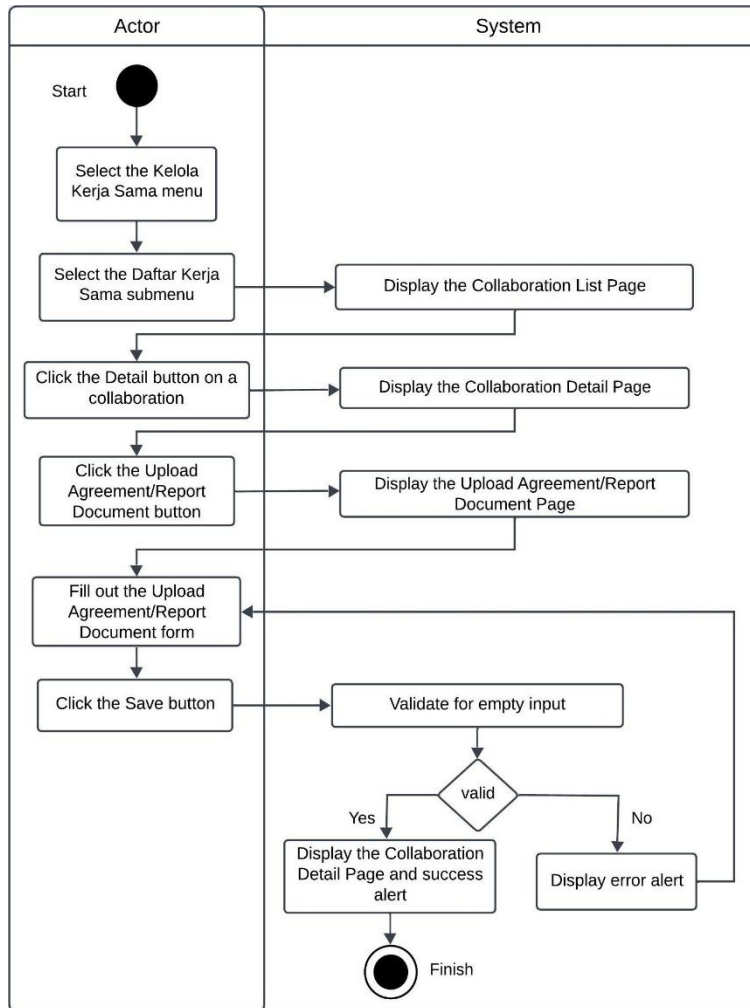 Actor
System
Start
Select the Kelola
Kerja Sama menu
Select the Daftar Kerja
Sama submenu
Display the Collaboration List Page
Click the Detail button on a
collaboration
Display the Collaboration Detail Page
Click the Upload
Agreement/Report
Document button
Display the Upload Agreement/Report
Document Page
Fill out the Upload
Agreement/Report
Document form
Click the Save button
Validate for empty input
valid
Yes
No
Display the Collaboration
Detail Page and success
alert
Display error alert
Finish